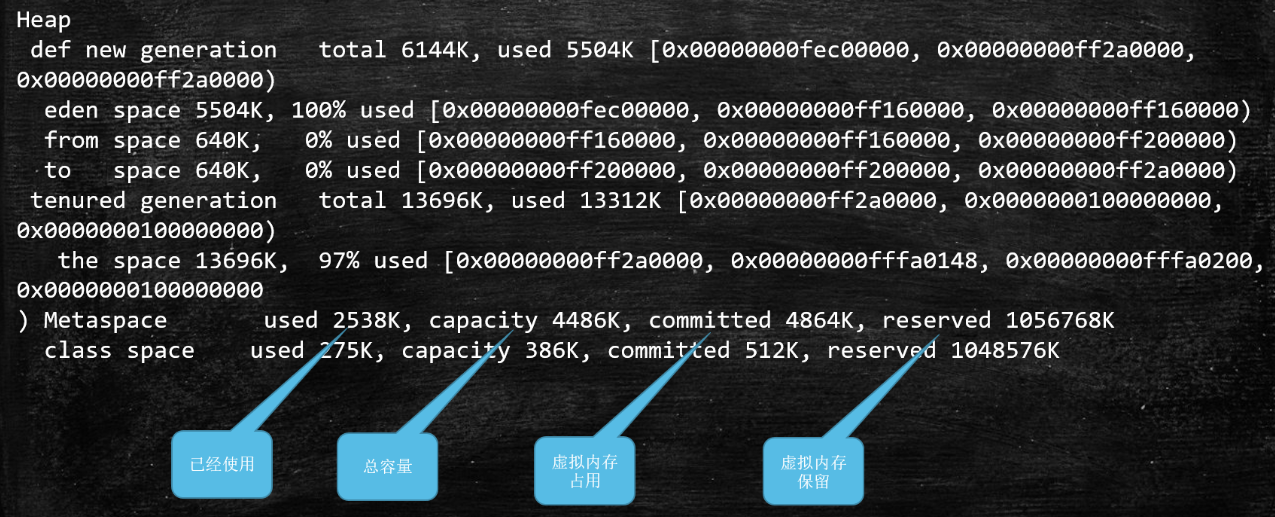 Heap
def new generation total 6144K, used 5504K [0x00000000fec00000, 0x00000000ff2a0000,
0x00000000ff2a0000)
eden space 5504K, 100% used [0x00000000fec00000, 0x00000000ff160000, 0x00000000ff160000)
from space 640K, 0% used [0x00000000ff160000, 0x00000000ff160000, 0x00000000ff200000)
to space 640K, 0% used [0x00000000ff200000, 0x00000000ff200000, 0x00000000ff2a0000)
tenured generation total 13696K, used 13312K [0x00000000ff2a0000, 0x0000000100000000,
0x0000000100000000)
the space 13696K, 97% used [0x00000000ff2a0000, 0x00000000fffa0148, 0x00000000fffa0200,
0x0000000100000000
) Metaspace used 2538K, capacity 4486K, committed 4864K, reserved 1056768K
class space used 275K, capacity 386K, committed 512K, reserved 1048576K
已经使用
总容量
虚拟内存
占用
虚拟内存
保留